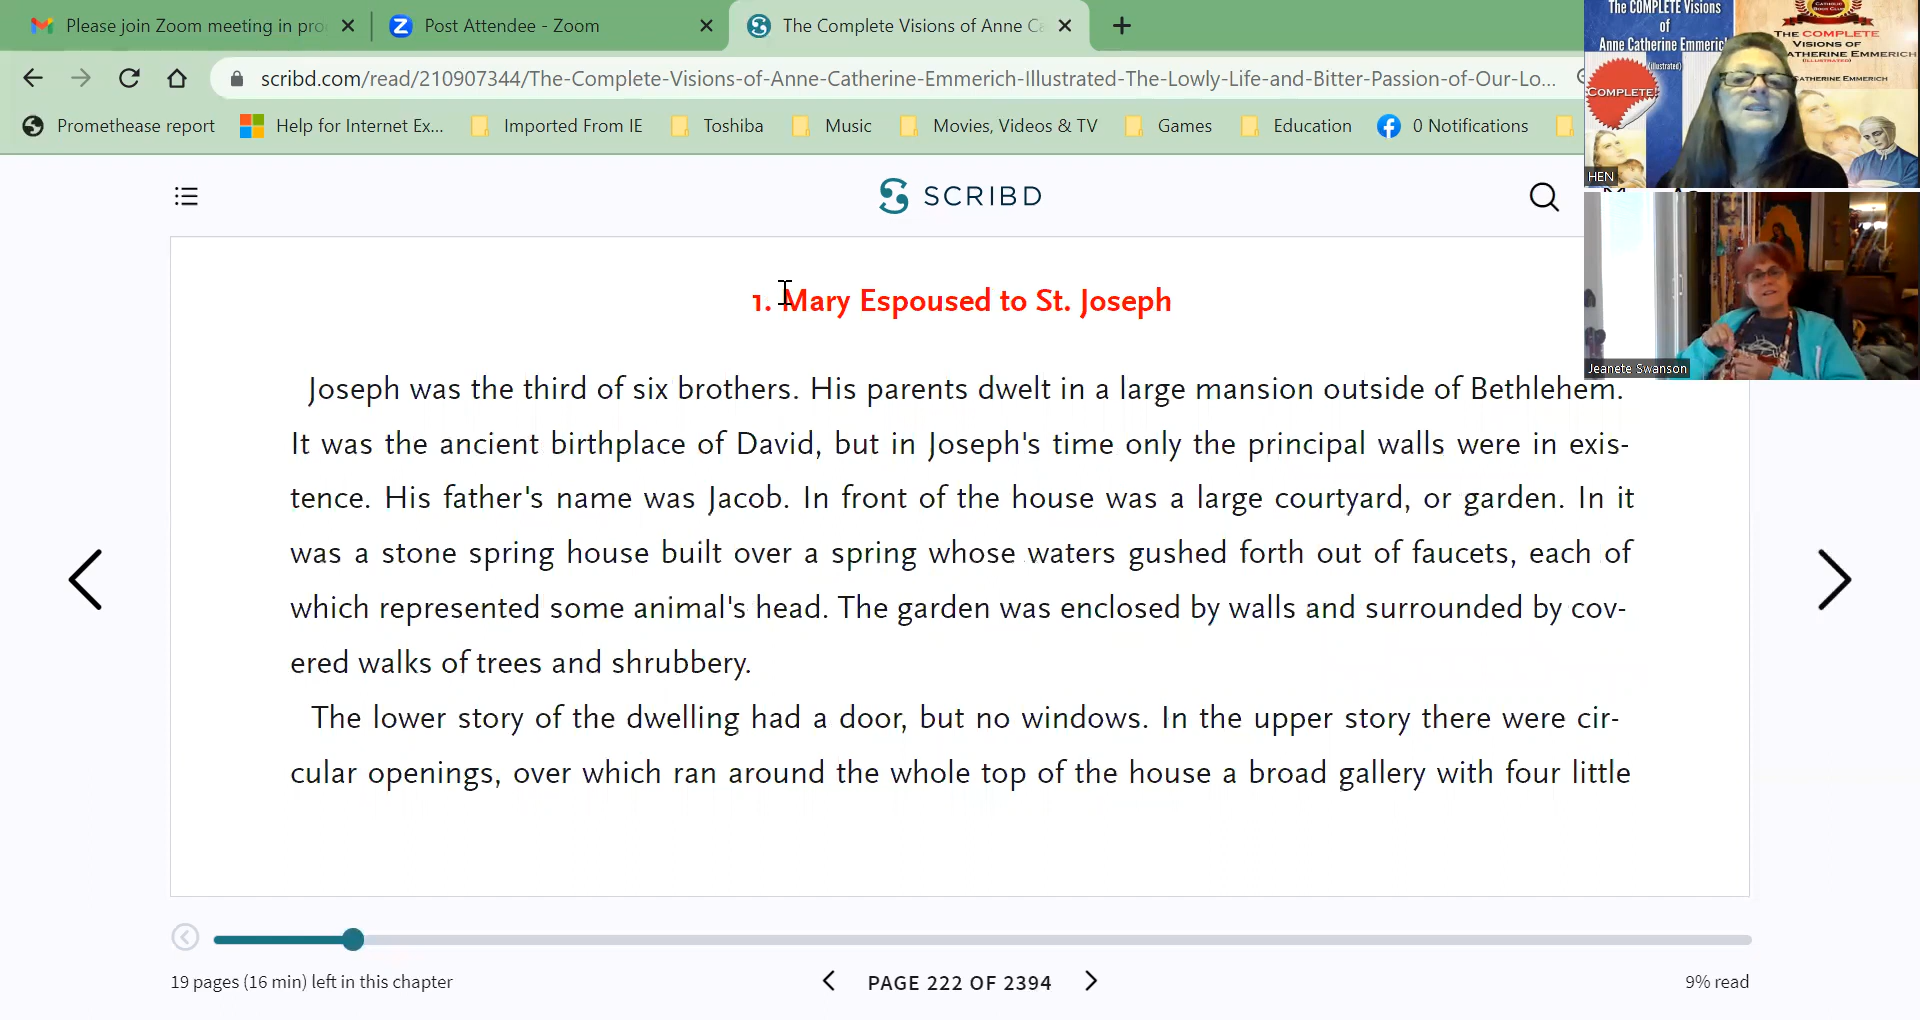 Please join Zoom meeting in pro
Post Attendee - Zoom
The Complete Visions of Anne Ca
scribd.com/read/210907344/The-Complete-Visions-of-Anne-Catherine-Emmerich-Illustrated-The-Lowly-Life-and-Bitter-Passion-of-Our-Lo...
Promethease report
Help for Internet Ex...
Imported From IE
Toshiba
Music
Movies, Videos & TV
Games
Education
0 Notifications
The COMPLETE Visions
of
Anne Catherine Emmeric
(illustrated)
COMPLETE!
CATHOLIC
BOOK CLUB
THE COMPLETE
VISIONS OF
ATHERINE EMMERICH
(ILLUSTRATED)
CATHERINE EMMERICH
HEN
Jeanete Swanson
SCRIBD
1. Mary Espoused to St. Joseph
Joseph was the third of six brothers. His parents dwelt in a large mansion outside of Bethlehem.
It was the ancient birthplace of David, but in Joseph's time only the principal walls were in exis-
tence. His father's name was Jacob. In front of the house was a large courtyard, or garden. In it
was a stone spring house built over a spring whose waters gushed forth out of faucets, each of
which represented some animal's head. The garden was enclosed by walls and surrounded by cov-
ered walks of trees and shrubbery.
The lower story of the dwelling had a door, but no windows. In the upper story there were cir-
cular openings, over which ran around the whole top of the house a broad gallery with four little
19 pages (16 min) left in this chapter
PAGE 222 OF 2394
9% read